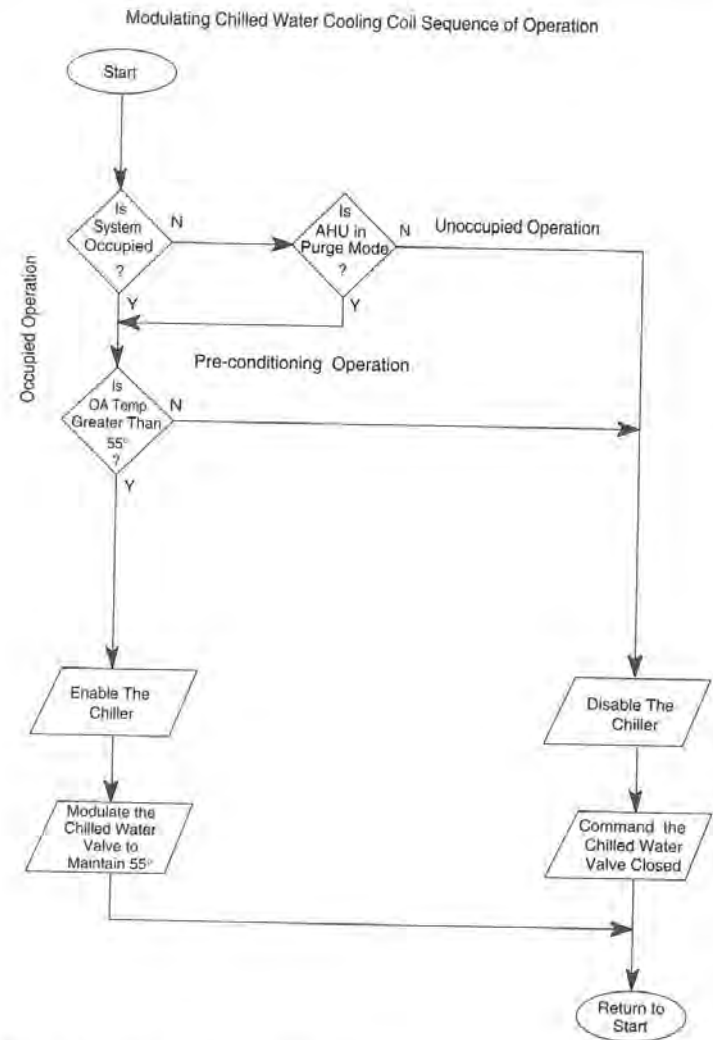 Modulating Chilled Water Cooling Coil Sequence of Operation
Start
Is
System
Occupied
?
N
Y
Is
AHU in
Purge Mode
?
N
Y
Unoccupied Operation
Occupied Operation
Pre-conditioning Operation
Is
OA Temp
Greater Than
55°
?
N
Y
Enable The
Chiller
Disable The
Chiller
Modulate the
Chilled Water
Valve to
Maintain 55°
Command the
Chilled Water
Valve Closed
Return to
Start